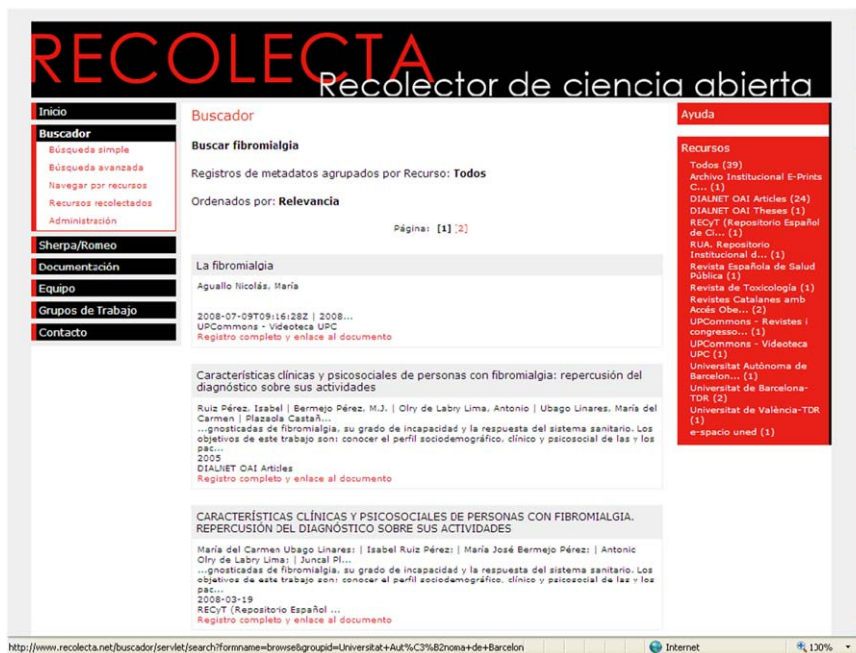 RECOLECTA
Recolector de ciencia abierta
Inicio
Buscador
Búsqueda simple
Búsqueda avanzada
Navegar por recursos
Recursos recolectados
Administración
Sherpa/Romeo
Documentación
Equipo
Grupos de Trabajo
Contacto
Buscador
Buscar fibromialgia
Registros de metadatos agrupados por Recurso: Todos
Ordenados por: Relevancia
Página: [1] [2]
La fibromialgia
Aguallo Nicolás, María
2008-07-09T09:16:28Z | 2008...
UPCommons - Videoteca UPC
Registro completo y enlace al documento
Características clínicas y psicosociales de personas con fibromialgia: repercusión del
diagnóstico sobre sus actividades
Ruiz Pérez, Isabel | Bermejo Pérez, M.J. | Olry de Labry Lima, Antonio | Ubago Linares, María del
Carmen | Plazaola Castañ...
...gnosticadas de fibromialgia, su grado de incapacidad y la respuesta del sistema sanitario. Los
objetivos de este trabajo son: conocer el perfil sociodemográfico, clínico y psicosocial de las y los
pac...
2005
DIALNET OAI Articles
Registro completo y enlace al documento
CARACTERÍSTICAS CLÍNICAS Y PSICOSOCIALES DE PERSONAS CON FIBROMIALGIA.
REPERCUSIÓN DEL DIAGNÓSTICO SOBRE SUS ACTIVIDADES
María del Carmen Ubago Linares; | Isabel Ruiz Pérez; | María José Bermejo Pérez; | Antonio
Olry de Labry Lima; | Juncal Pl...
...gnosticadas de fibromialgia, su grado de incapacidad y la respuesta del sistema sanitario. Los
objetivos de este trabajo son: conocer el perfil sociodemográfico, clínico y psicosocial de las y los
pac...
2008-03-19
RECyT (Repositorio Español ...
Registro completo y enlace al documento
Ayuda
Recursos
Todos (39)
Archivo Institucional E-Prints
C... (1)
DIALNET OAI Articles (24)
DIALNET OAI Theses (1)
RECyT (Repositorio Español
de Ci... (1)
RUA. Repositorio
Institucional d... (1)
Revista Española de Salud
Pública (1)
Revista de Toxicología (1)
Revistes Catalanes amb
Accés Obe... (2)
UPCommons - Revistes i
congresso... (1)
UPCommons - Videoteca
UPC (1)
Universitat Autònoma de
Barcelon... (1)
Universitat de Barcelona-
TDR (2)
Universitat de València-TDR
(1)
e-spacio uned (1)
http://www.recolecta.net/buscador/servlet/search?formname=browse&groupid=Universitat+Aut%C3%B2noma+de+Barcelon
Internet
130%